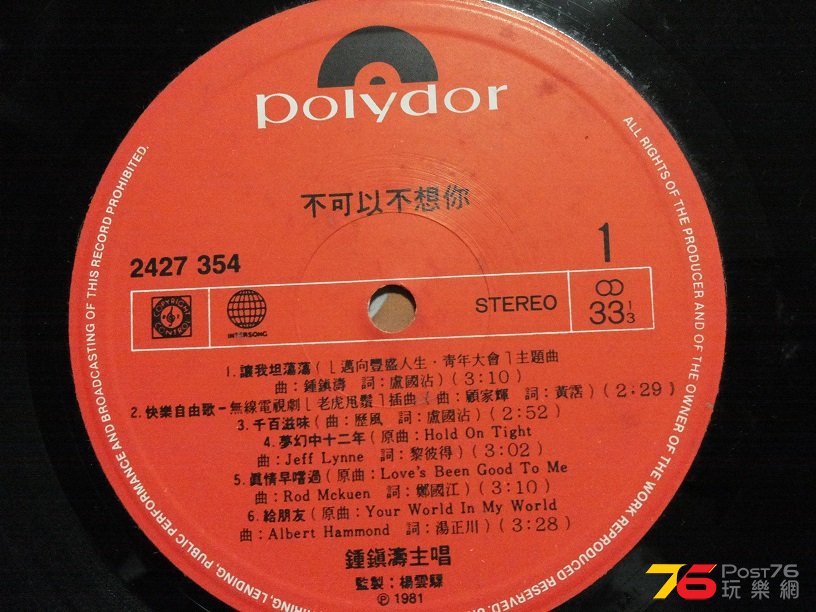 polydor
不可以不想你
2427 354
1
COPYRIGHT CONTROL
INTERSONG
STEREO
33 1/3
1. 讓我坦蕩蕩(「邁向豐盛人生・青年大會」主題曲
曲:鍾鎮濤 詞:盧國沾)(3:10)
2. 快樂自由歌-無線電視劇「老虎甩鬚」插曲 曲:顧家輝 詞:黃霑)(2:29)
3. 千百滋味(曲:歷風 詞:盧國沾)(2:52)
4. 夢幻中十二年(原曲:Hold On Tight
曲:Jeff Lynne 詞:黎彼得)(3:02)
5. 眞情早嚐過(原曲:Love's Been Good To Me
曲:Rod Mckuen 詞:鄭國江)(3:10)
6. 給朋友(原曲:Your World In My World
曲:Albert Hammond 詞:湯正川)(3:28)
鍾鎮濤主唱
監製:楊雲驃
Ⓟ 1981
ALL RIGHTS OF THE PRODUCER AND OF THE OWNER OF THE WORK REPRODUCED RESERVED.
LENDING, PUBLIC PERFORMANCE AND BROADCASTING OF THIS RECORD PROHIBITED.
76 Post76
玩樂網